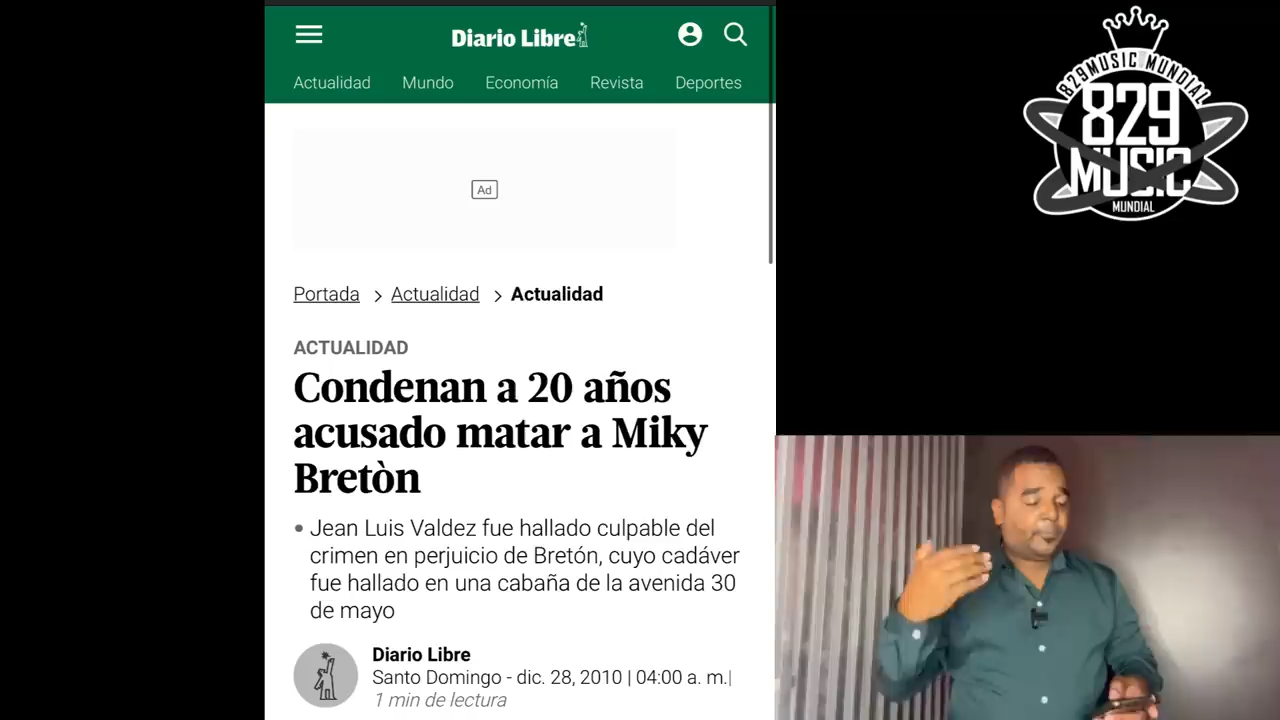 Diario Libre
Actualidad Mundo Economía Revista Deportes
Ad
Portada > Actualidad > Actualidad
ACTUALIDAD
Condenan a 20 años
acusado matar a Miky
Bretòn
• Jean Luis Valdez fue hallado culpable del
crimen en perjuicio de Bretón, cuyo cadáver
fue hallado en una cabaña de la avenida 30
de mayo
Diario Libre
Santo Domingo - dic. 28, 2010 | 04:00 a. m.|
1 min de lectura
829MUSIC MUNDIAL
829
MUSIC
MUNDIAL